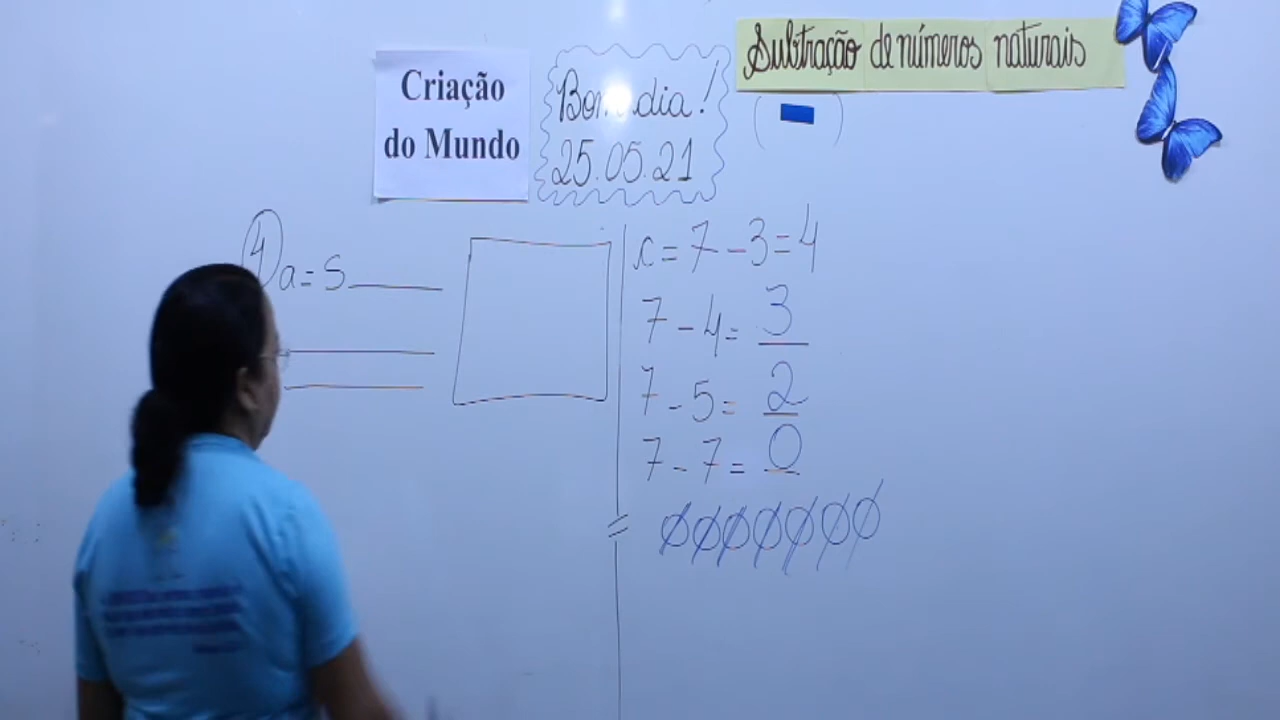 Criação
do Mundo
Bom dia!
25.05.21
Subtração de números naturais
(-)
4) a = 5
c = 7 - 3 = 4
7 - 4 = 3
7 - 5 = 2
7 - 7 = 0